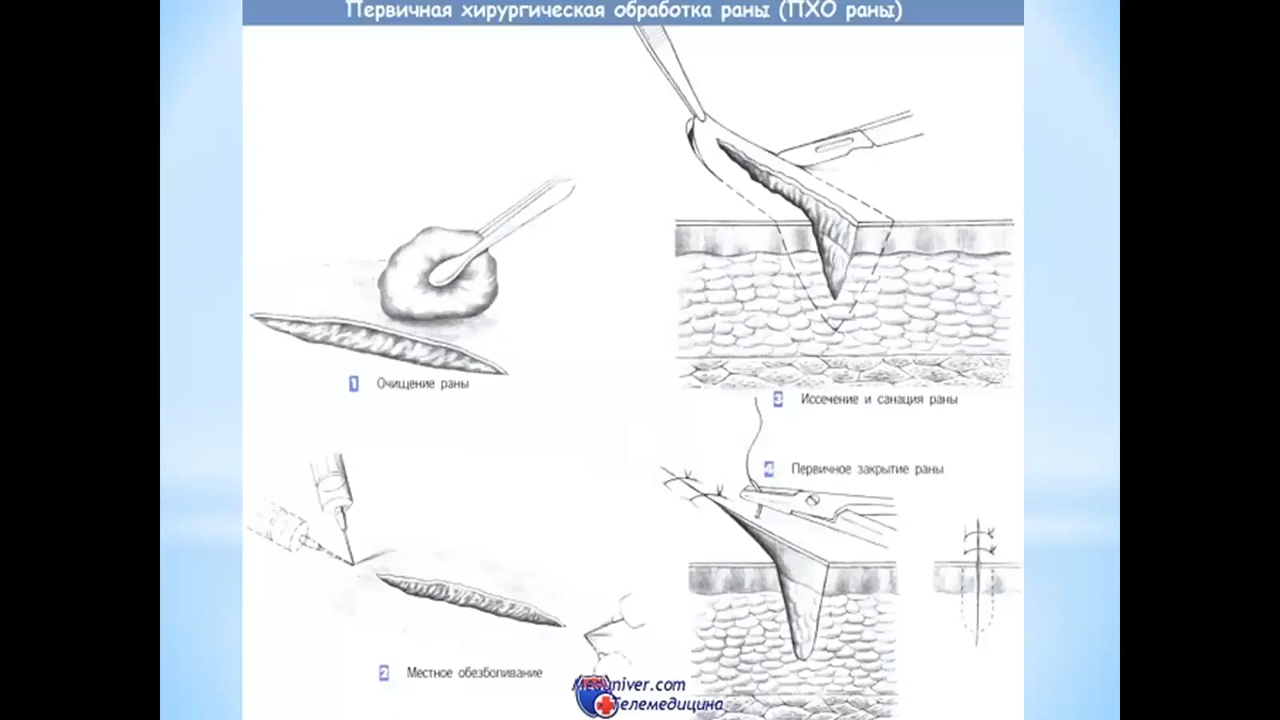 Первичная хирургическая обработка раны (ПХО раны)
1 Очищение раны
2 Местное обезболивание
3 Иссечение и санация раны
4 Первичное закрытие раны
Meduniver.com
Телемедицина